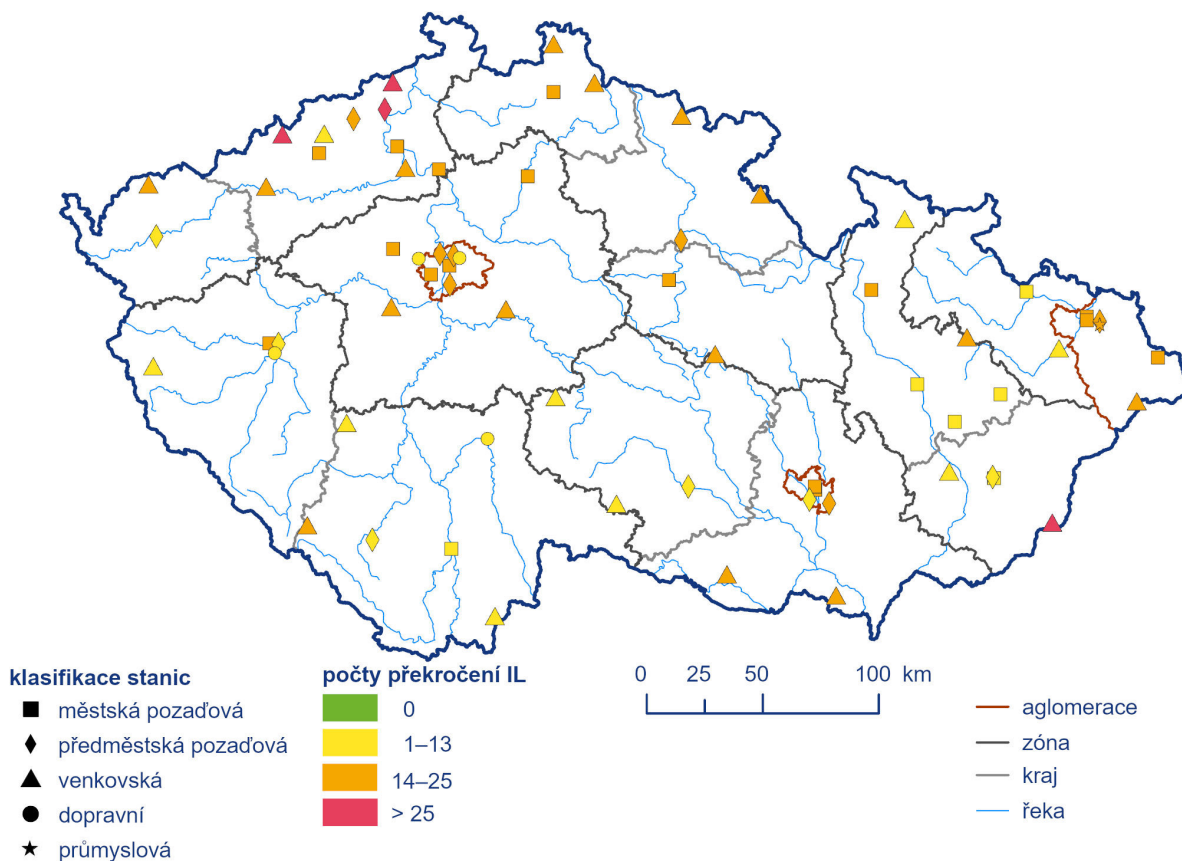 klasifikace stanic
městská pozaďová
předměstská pozaďová
venkovská
dopravní
průmyslová
počty překročení IL
0
1–13
14–25
> 25
0 25 50 100 km
aglomerace
zóna
kraj
řeka